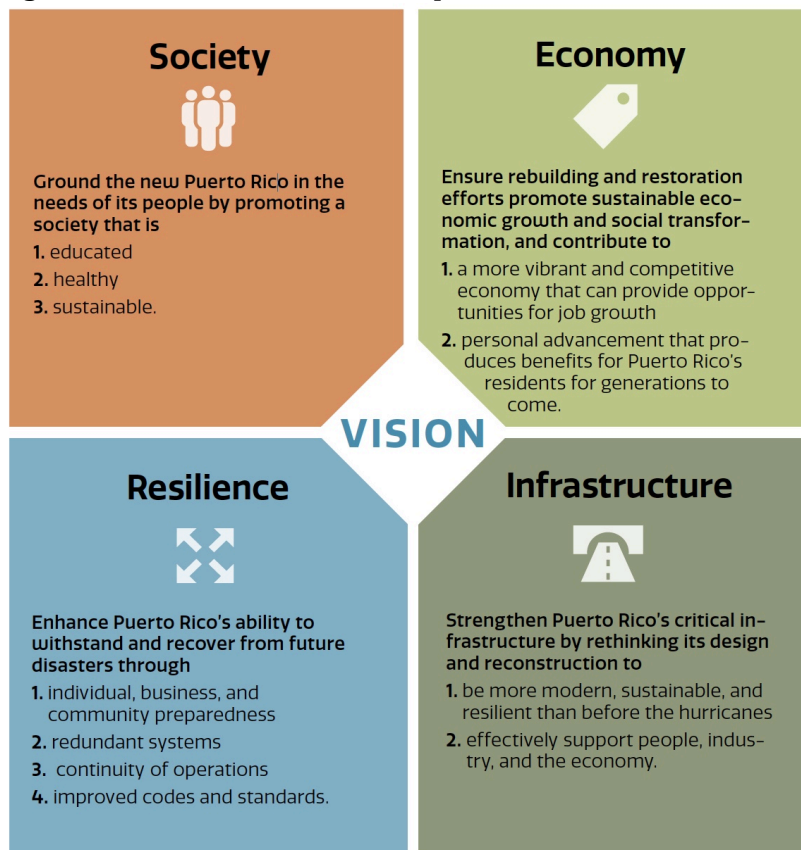 Society
Ground the new Puerto Rico in the
needs of its people by promoting a
society that is
1. educated
2. healthy
3. sustainable.
Economy
Ensure rebuilding and restoration
efforts promote sustainable eco-
nomic growth and social transfor-
mation, and contribute to
1. a more vibrant and competitive
economy that can provide oppor-
tunities for job growth
2. personal advancement that pro-
duces benefits for Puerto Rico's
residents for generations to
come.
VISION
Resilience
Enhance Puerto Rico's ability to
withstand and recover from future
disasters through
1. individual, business, and
community preparedness
2. redundant systems
3. continuity of operations
4. improved codes and standards.
Infrastructure
Strengthen Puerto Rico's critical in-
frastructure by rethinking its design
and reconstruction to
1. be more modern, sustainable, and
resilient than before the hurricanes
2. effectively support people, indus-
try, and the economy.